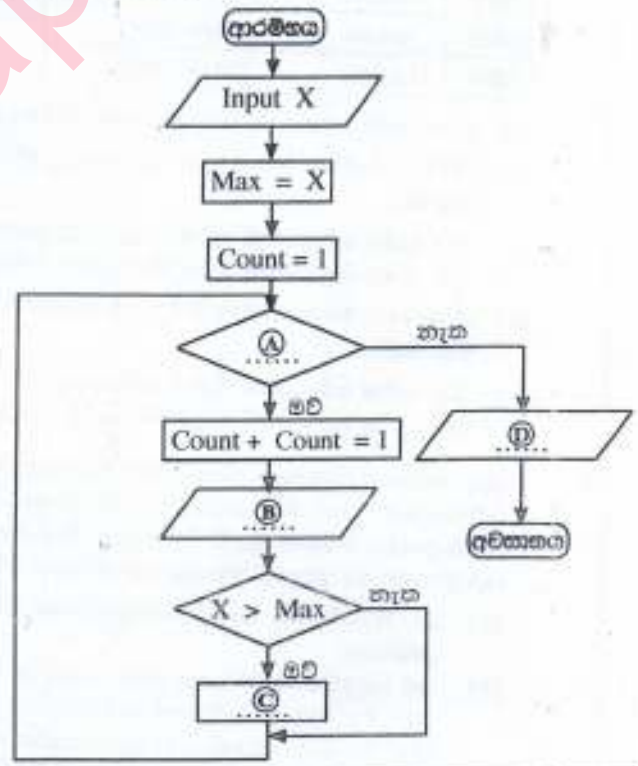 ආරම්භය
Input X
Max = X
Count = 1
Ⓐ
නැත
ඔව්
Count + Count = 1
Ⓓ
Ⓑ
අවසානය
X > Max
නැත
ඔව්
Ⓒ